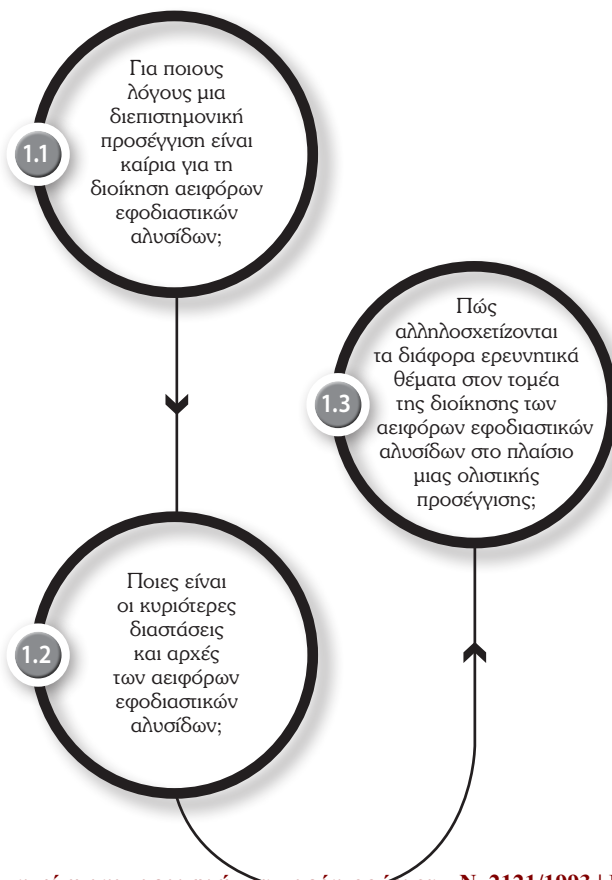 Για ποιους
λόγους μια
διεπιστημονική
προσέγγιση είναι
καίρια για τη
διοίκηση αειφόρων
εφοδιαστικών
αλυσίδων;
1.1
Ποιες είναι
οι κυριότερες
διαστάσεις
και αρχές
των αειφόρων
εφοδιαστικών
αλυσίδων;
1.2
Πώς
αλληλοσχετίζονται
τα διάφορα ερευνητικά
θέματα στον τομέα
της διοίκησης των
αειφόρων εφοδιαστικών
αλυσίδων στο πλαίσιο
μιας ολιστικής
προσέγγισης;
1.3
Ν. 2121/1993 |